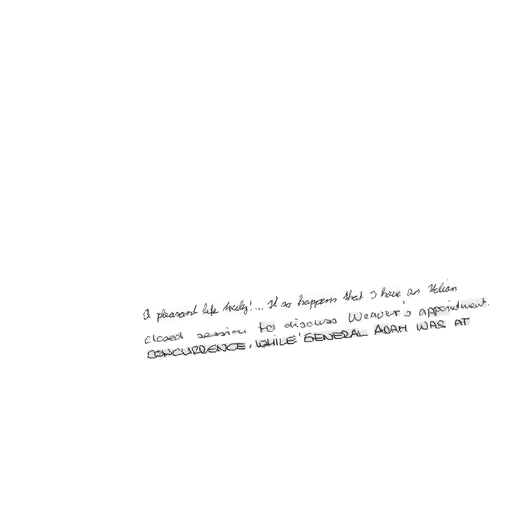 A pleasant life truly!... It so happens that I have an Italian
closed session to discuss Weaver's appointment.
CONCURRENCE, WHILE GENERAL ADAM WAS AT